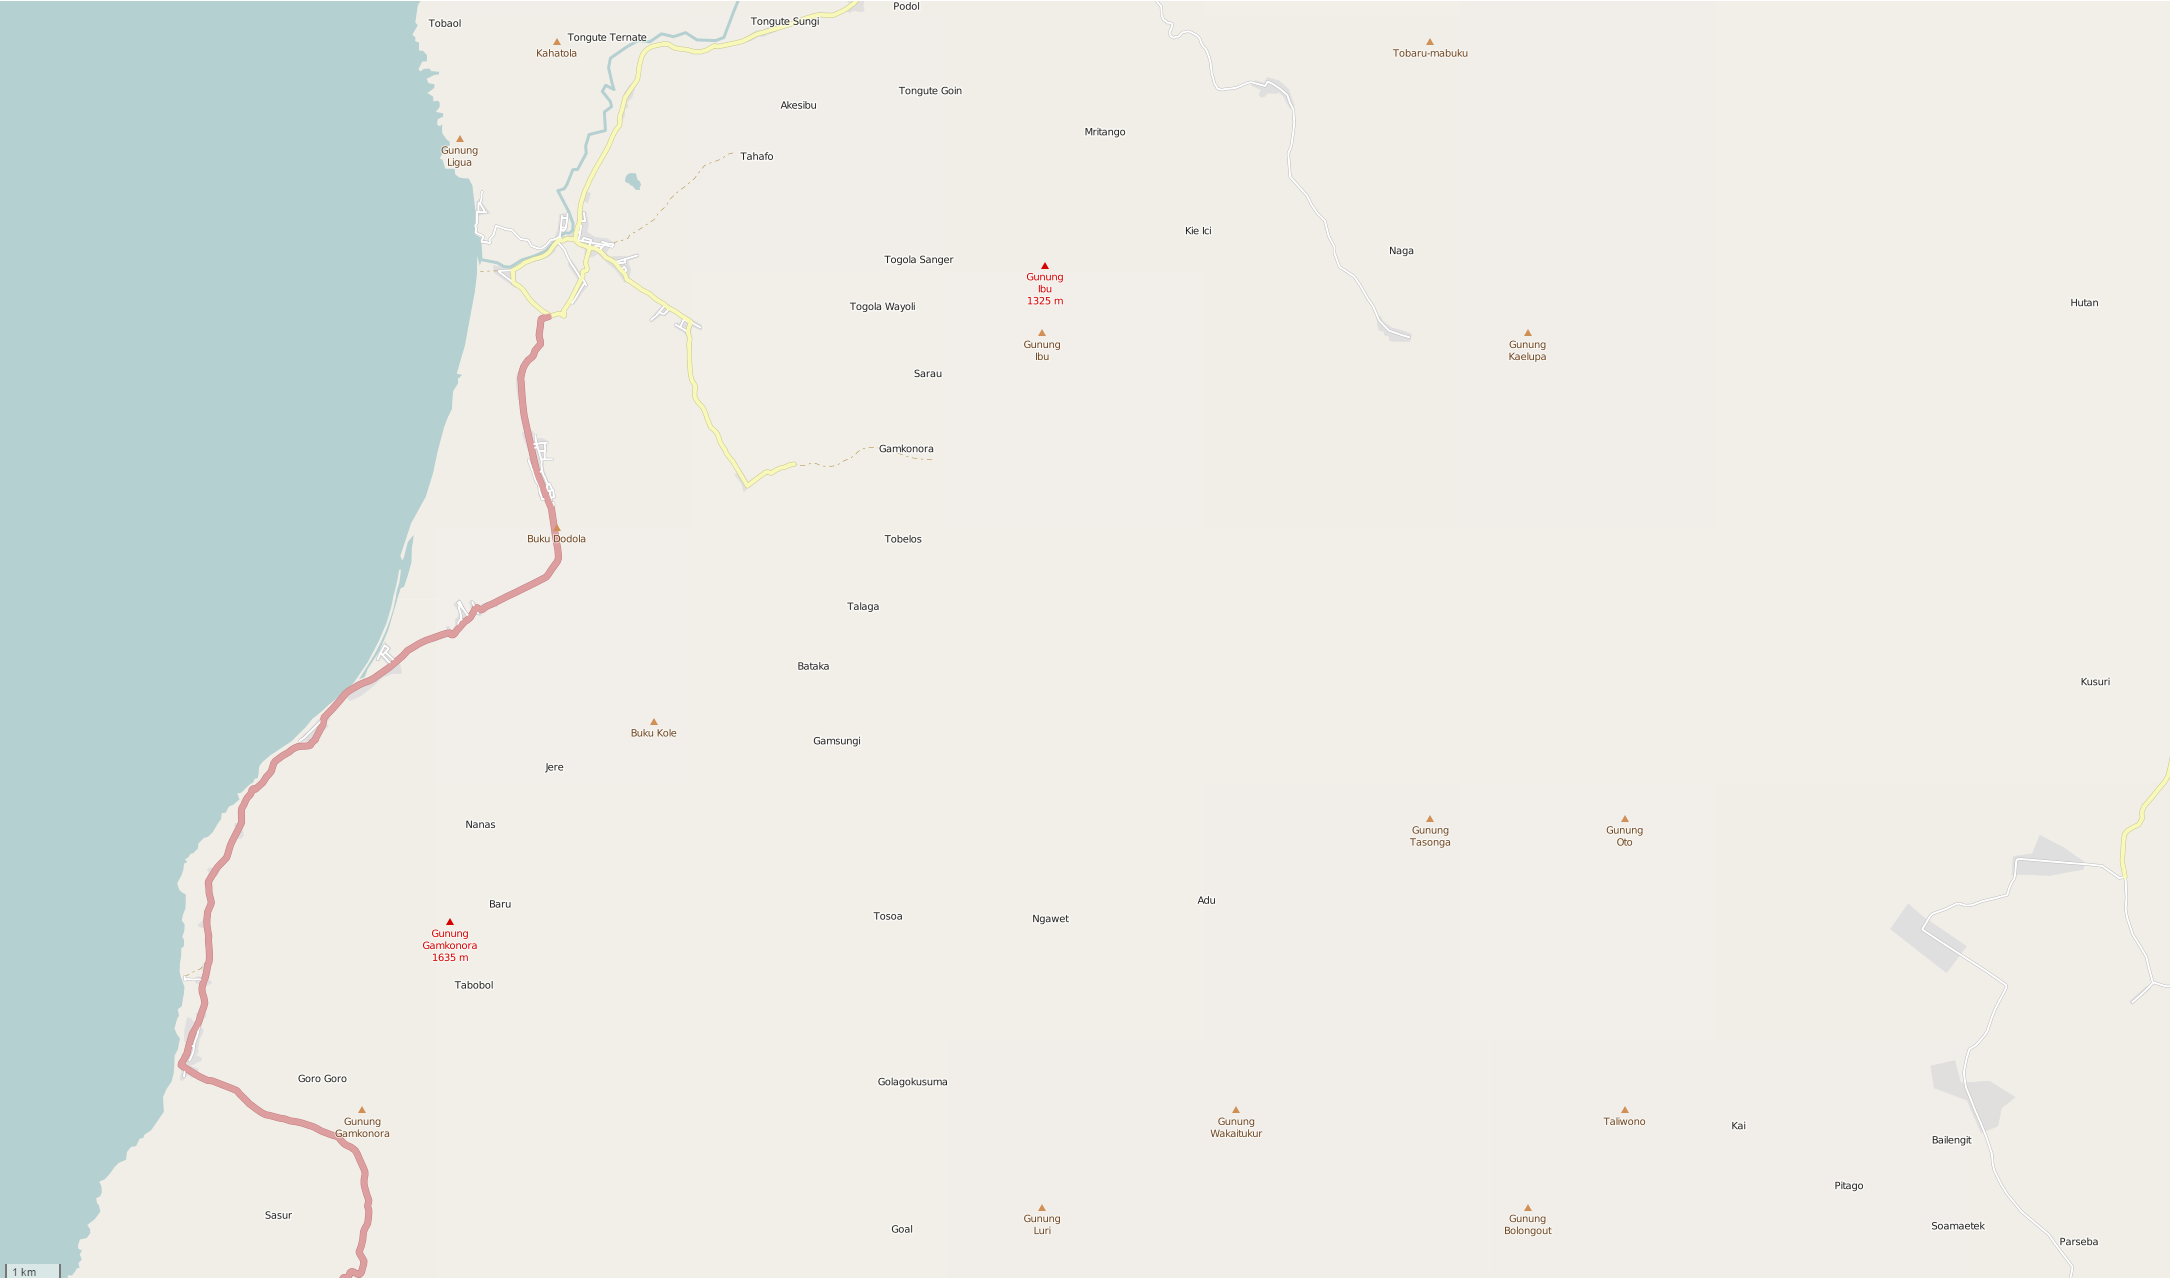 Podol
Tobaol
Tongute Sungi
Tongute Ternate
Kahatola
Tobaru-mabuku
Tongute Goin
Akesibu
Mritango
Gunung
Ligua
Tahafo
Kie Ici
Naga
Togola Sanger
Gunung
Ibu
1325 m
Hutan
Togola Wayoli
Gunung
Ibu
Gunung
Kaelupa
Sarau
Gamkonora
Buku Dodola
Tobelos
Talaga
Bataka
Kusuri
Buku Kole
Gamsungi
Jere
Nanas
Gunung
Tasonga
Gunung
Oto
Baru
Adu
Tosoa
Ngawet
Gunung
Gamkonora
1635 m
Tabobol
Goro Goro
Golagokusuma
Gunung
Gamkonora
Gunung
Wakaitukur
Taliwono
Kai
Bailengit
Pitago
Sasur
Gunung
Luri
Gunung
Bolongout
Goal
Soamaetek
Parseba
1 km